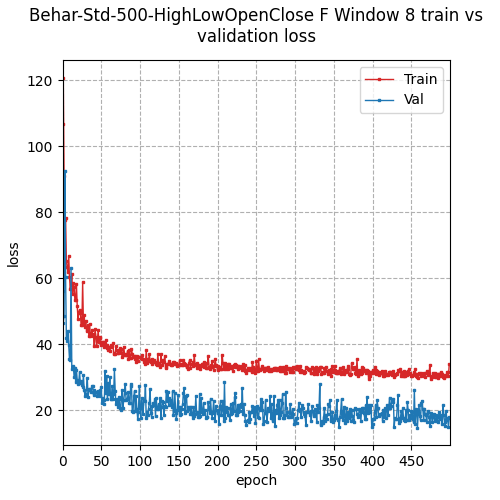 Behar-Std-500-HighLowOpenClose F Window 8 train vs
validation loss
Train
Val
120
100
80
60
40
20
loss
0 50 100 150 200 250 300 350 400 450
epoch